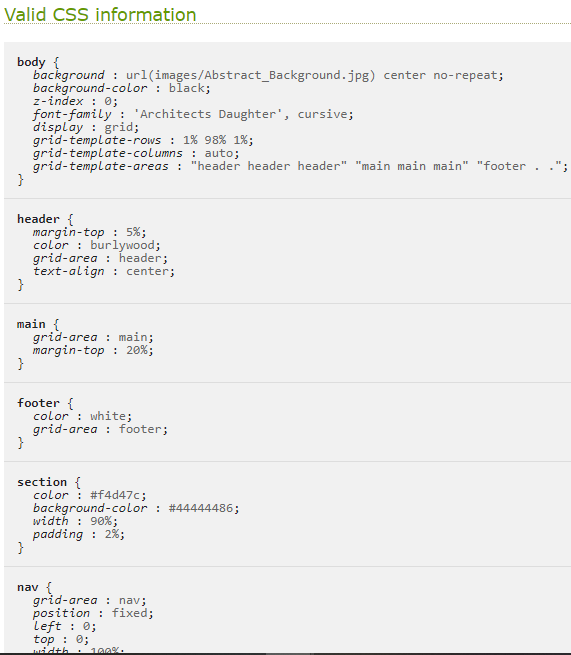 Valid CSS information
body {
background : url(images/Abstract_Background.jpg) center no-repeat;
background-color : black;
z-index : 0;
font-family : 'Architects Daughter', cursive;
display : grid;
grid-template-rows : 1% 98% 1%;
grid-template-columns : auto;
grid-template-areas : "header header header" "main main main" "footer . .";
}
header {
margin-top : 5%;
color : burlywood;
grid-area : header;
text-align : center;
}
main {
grid-area : main;
margin-top : 20%;
}
footer {
color : white;
grid-area : footer;
}
section {
color : #f4d47c;
background-color : #44444486;
width : 90%;
padding : 2%;
}
nav {
grid-area : nav;
position : fixed;
left : 0;
top : 0;
width : 100%;